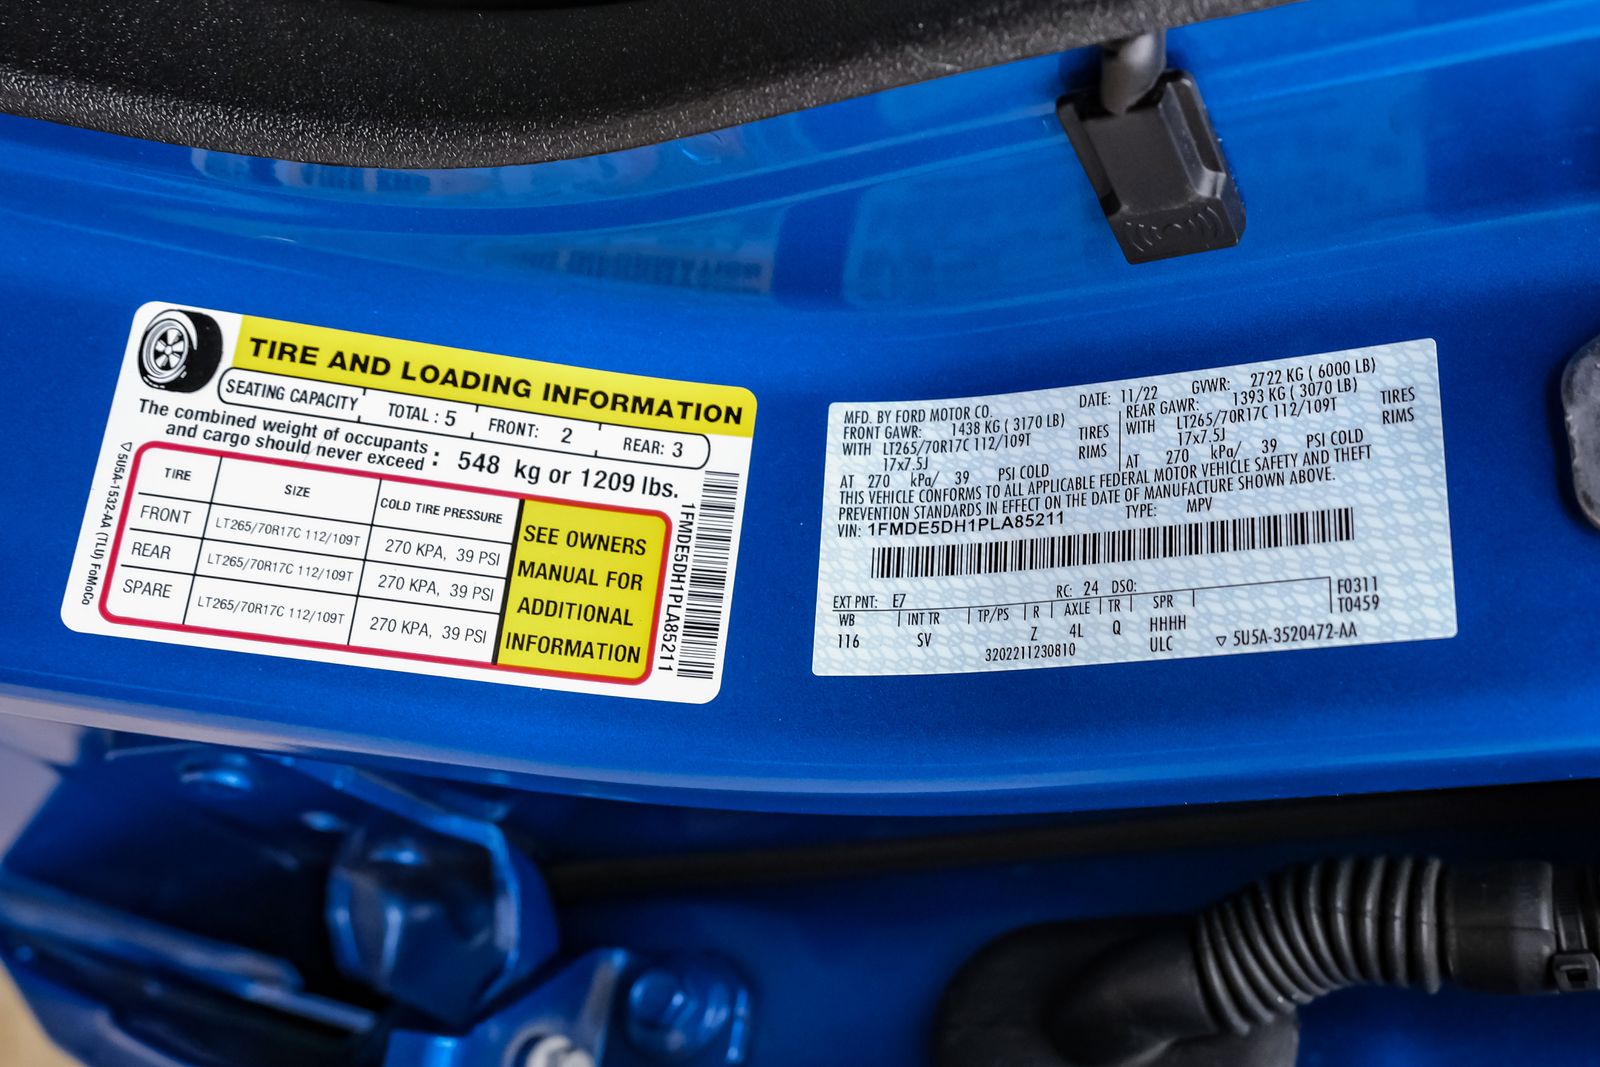 TIRE AND LOADING INFORMATION
SEATING CAPACITY TOTAL : 5 FRONT: 2 REAR: 3
The combined weight of occupants
and cargo should never exceed : 548 kg or 1209 lbs.
TIRE SIZE COLD TIRE PRESSURE
FRONT LT265/70R17C 112/109T 270 KPA, 39 PSI
REAR LT265/70R17C 112/109T 270 KPA, 39 PSI
SPARE LT265/70R17C 112/109T 270 KPA, 39 PSI
SEE OWNERS
MANUAL FOR
ADDITIONAL
INFORMATION
5U5A-1532-AA (TLU) FoMoCo
1FMDE5DH1PLA85211
MFD. BY FORD MOTOR CO. DATE: 11/22 GVWR: 2722 KG ( 6000 LB)
FRONT GAWR: 1438 KG ( 3170 LB) REAR GAWR: 1393 KG ( 3070 LB)
WITH LT265/70R17C 112/109T TIRES WITH LT265/70R17C 112/109T TIRES
17x7.5J RIMS 17x7.5J RIMS
AT 270 kPa/ 39 PSI COLD AT 270 kPa/ 39 PSI COLD
THIS VEHICLE CONFORMS TO ALL APPLICABLE FEDERAL MOTOR VEHICLE SAFETY AND THEFT
PREVENTION STANDARDS IN EFFECT ON THE DATE OF MANUFACTURE SHOWN ABOVE.
VIN: 1FMDE5DH1PLA85211 TYPE: MPV
EXT PNT: E7 RC: 24 DSO: F0311
WB INT TR TP/PS R AXLE TR SPR T0459
116 SV Z 4L Q HHHH
3202211230810 ULC 5U5A-3520472-AA